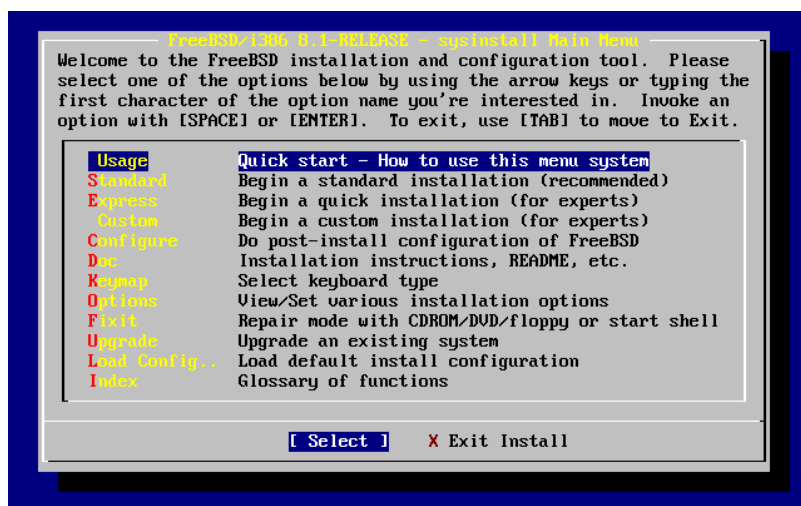 FreeBSD/i386 8.1-RELEASE - sysinstall Main Menu
Welcome to the FreeBSD installation and configuration tool.  Please
select one of the options below by using the arrow keys or typing the
first character of the option name you're interested in.  Invoke an
option with [SPACE] or [ENTER].  To exit, use [TAB] to move to Exit.
Usage Quick start - How to use this menu system
Standard Begin a standard installation (recommended)
Express Begin a quick installation (for experts)
Custom Begin a custom installation (for experts)
Configure Do post-install configuration of FreeBSD
Doc Installation instructions, README, etc.
Keymap Select keyboard type
Options View/Set various installation options
Fixit Repair mode with CDROM/DVD/floppy or start shell
Upgrade Upgrade an existing system
Load Config.. Load default install configuration
Index Glossary of functions
[ Select ] X Exit Install